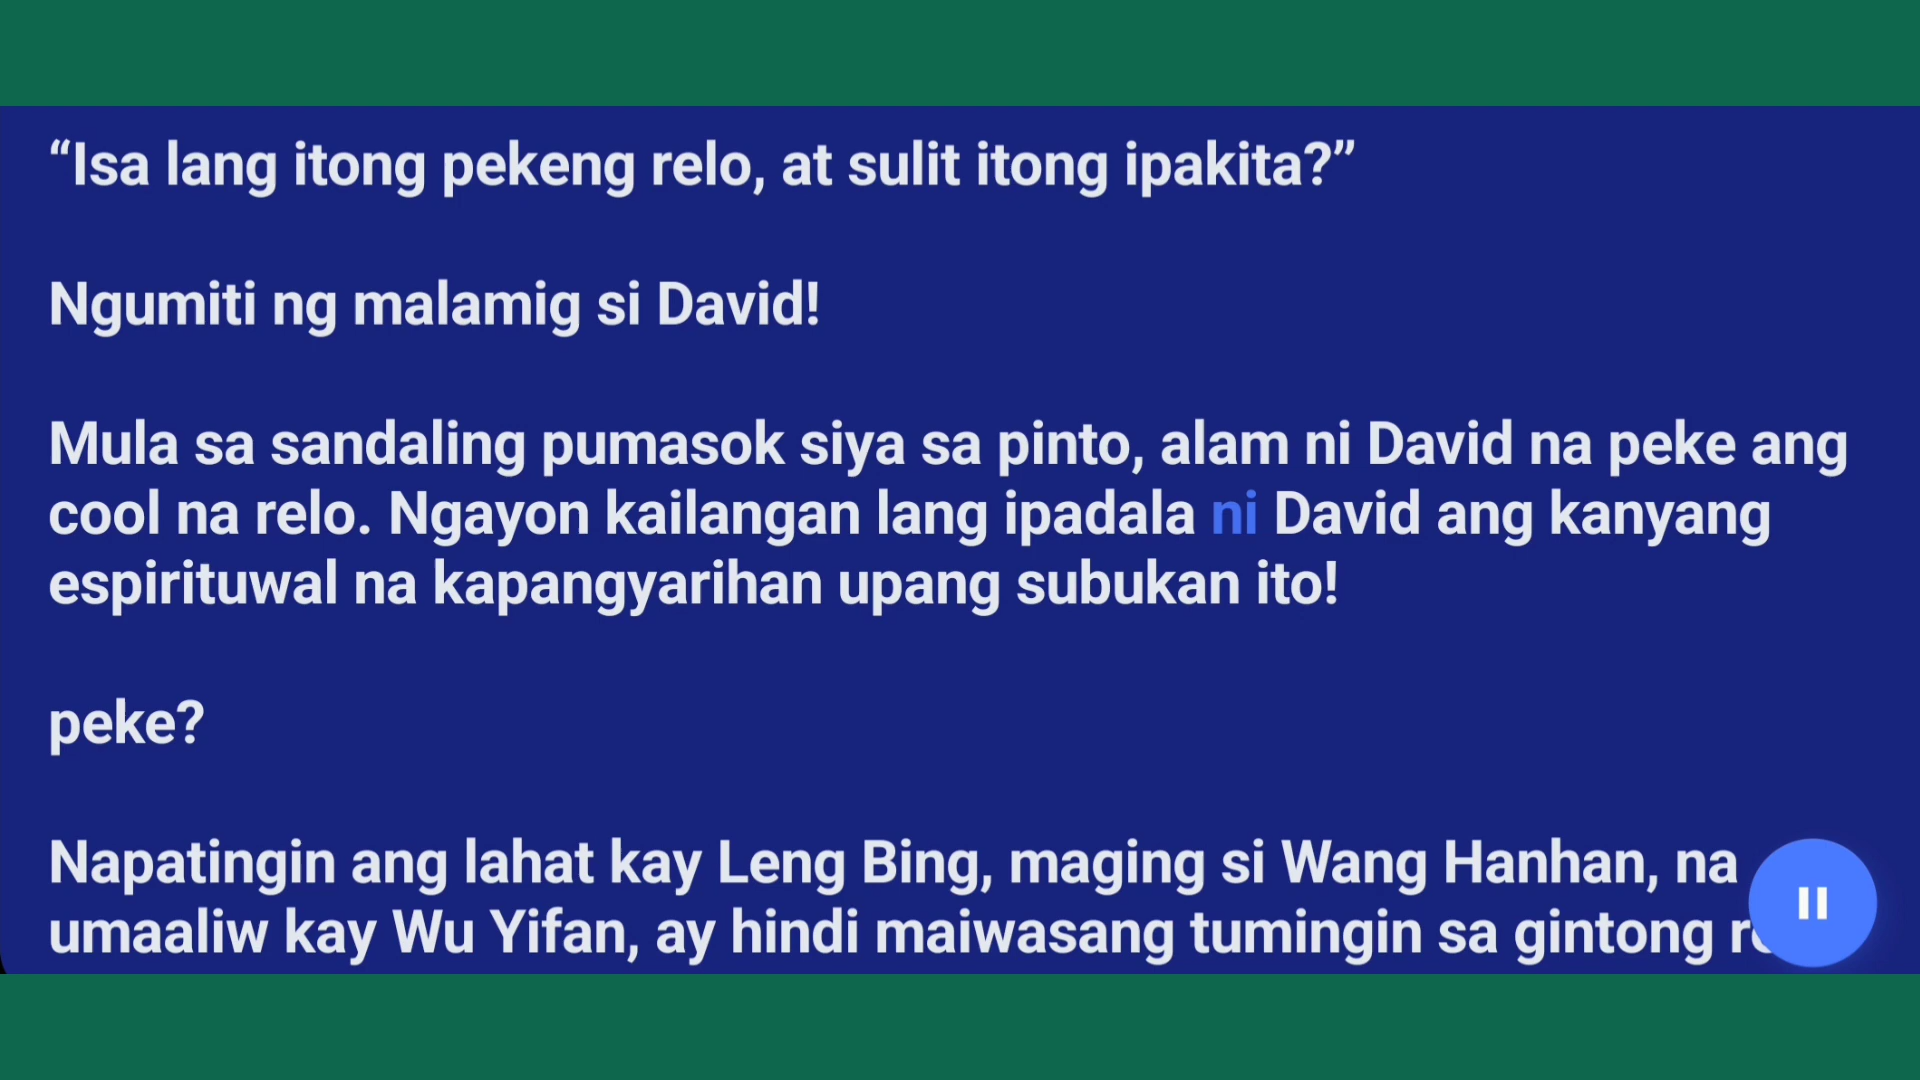 “Isa lang itong pekeng relo, at sulit itong ipakita?”
Ngumiti ng malamig si David!
Mula sa sandaling pumasok siya sa pinto, alam ni David na peke ang
cool na relo. Ngayon kailangan lang ipadala ni David ang kanyang
espirituwal na kapangyarihan upang subukan ito!
peke?
Napatingin ang lahat kay Leng Bing, maging si Wang Hanhan, na
umaaliw kay Wu Yifan, ay hindi maiwasang tumingin sa gintong